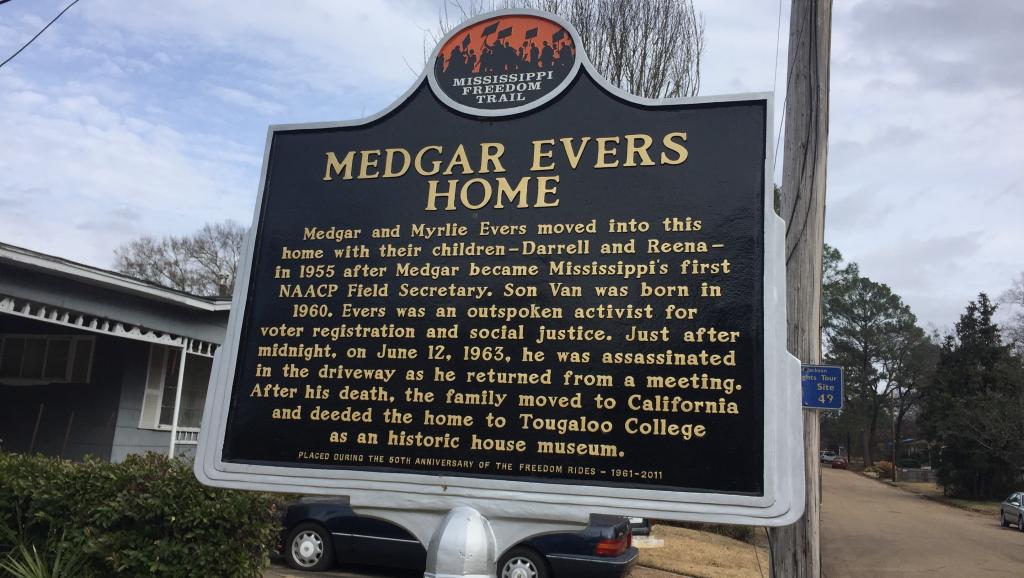 MISSISSIPPI
FREEDOM
TRAIL
MEDGAR EVERS
HOME
Medgar and Myrlie Evers moved into this
home with their children–Darrell and Reena–
in 1955 after Medgar became Mississippi's first
NAACP Field Secretary. Son Van was born in
1960. Evers was an outspoken activist for
voter registration and social justice. Just after
midnight, on June 12, 1963, he was assassinated
in the driveway as he returned from a meeting.
After his death, the family moved to California
and deeded the home to Tougaloo College
as an historic house museum.
PLACED DURING THE 50TH ANNIVERSARY OF THE FREEDOM RIDES – 1961-2011
Jackson
ghts Tour
Site
49